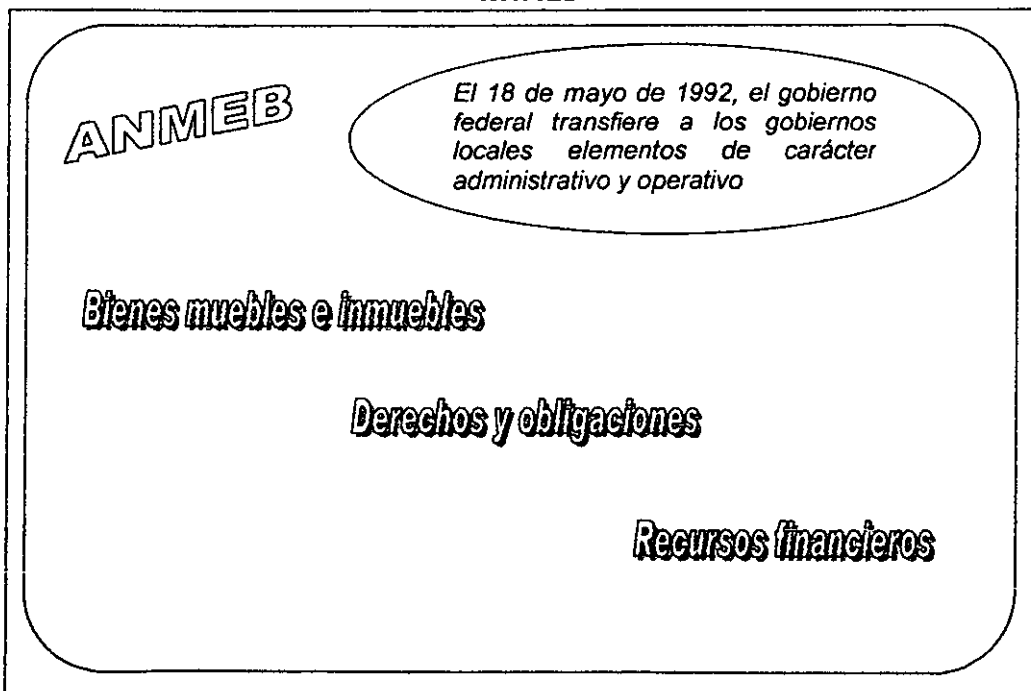 ANMEB
El 18 de mayo de 1992, el gobierno
federal transfiere a los gobiernos
locales elementos de carácter
administrativo y operativo
Bienes muebles e inmuebles
Derechos y obligaciones
Recursos financieros